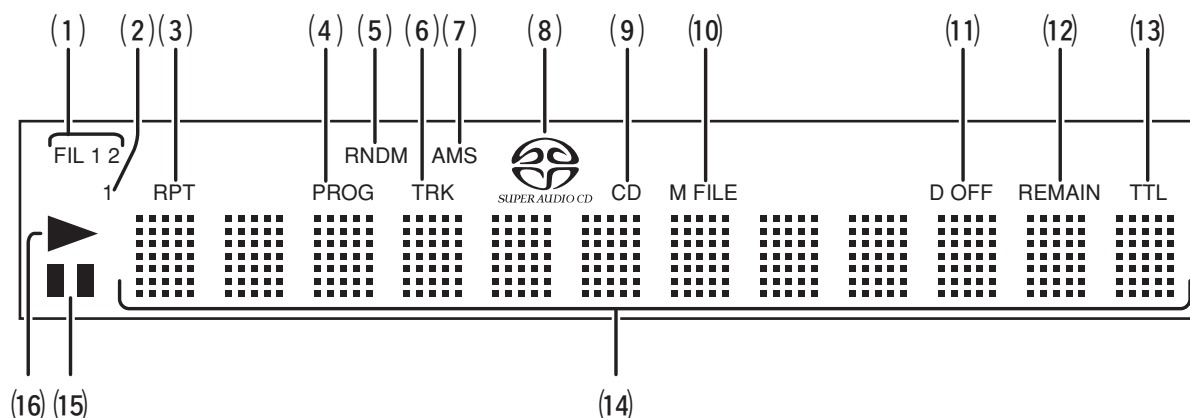 (1) (2) (3) (4) (5) (6) (7) (8) (9) (10) (11) (12) (13)
FIL 1 2 RNDM AMS
1 RPT PROG TRK SUPER AUDIO CD CD M FILE D OFF REMAIN TTL
(16) (15) (14)